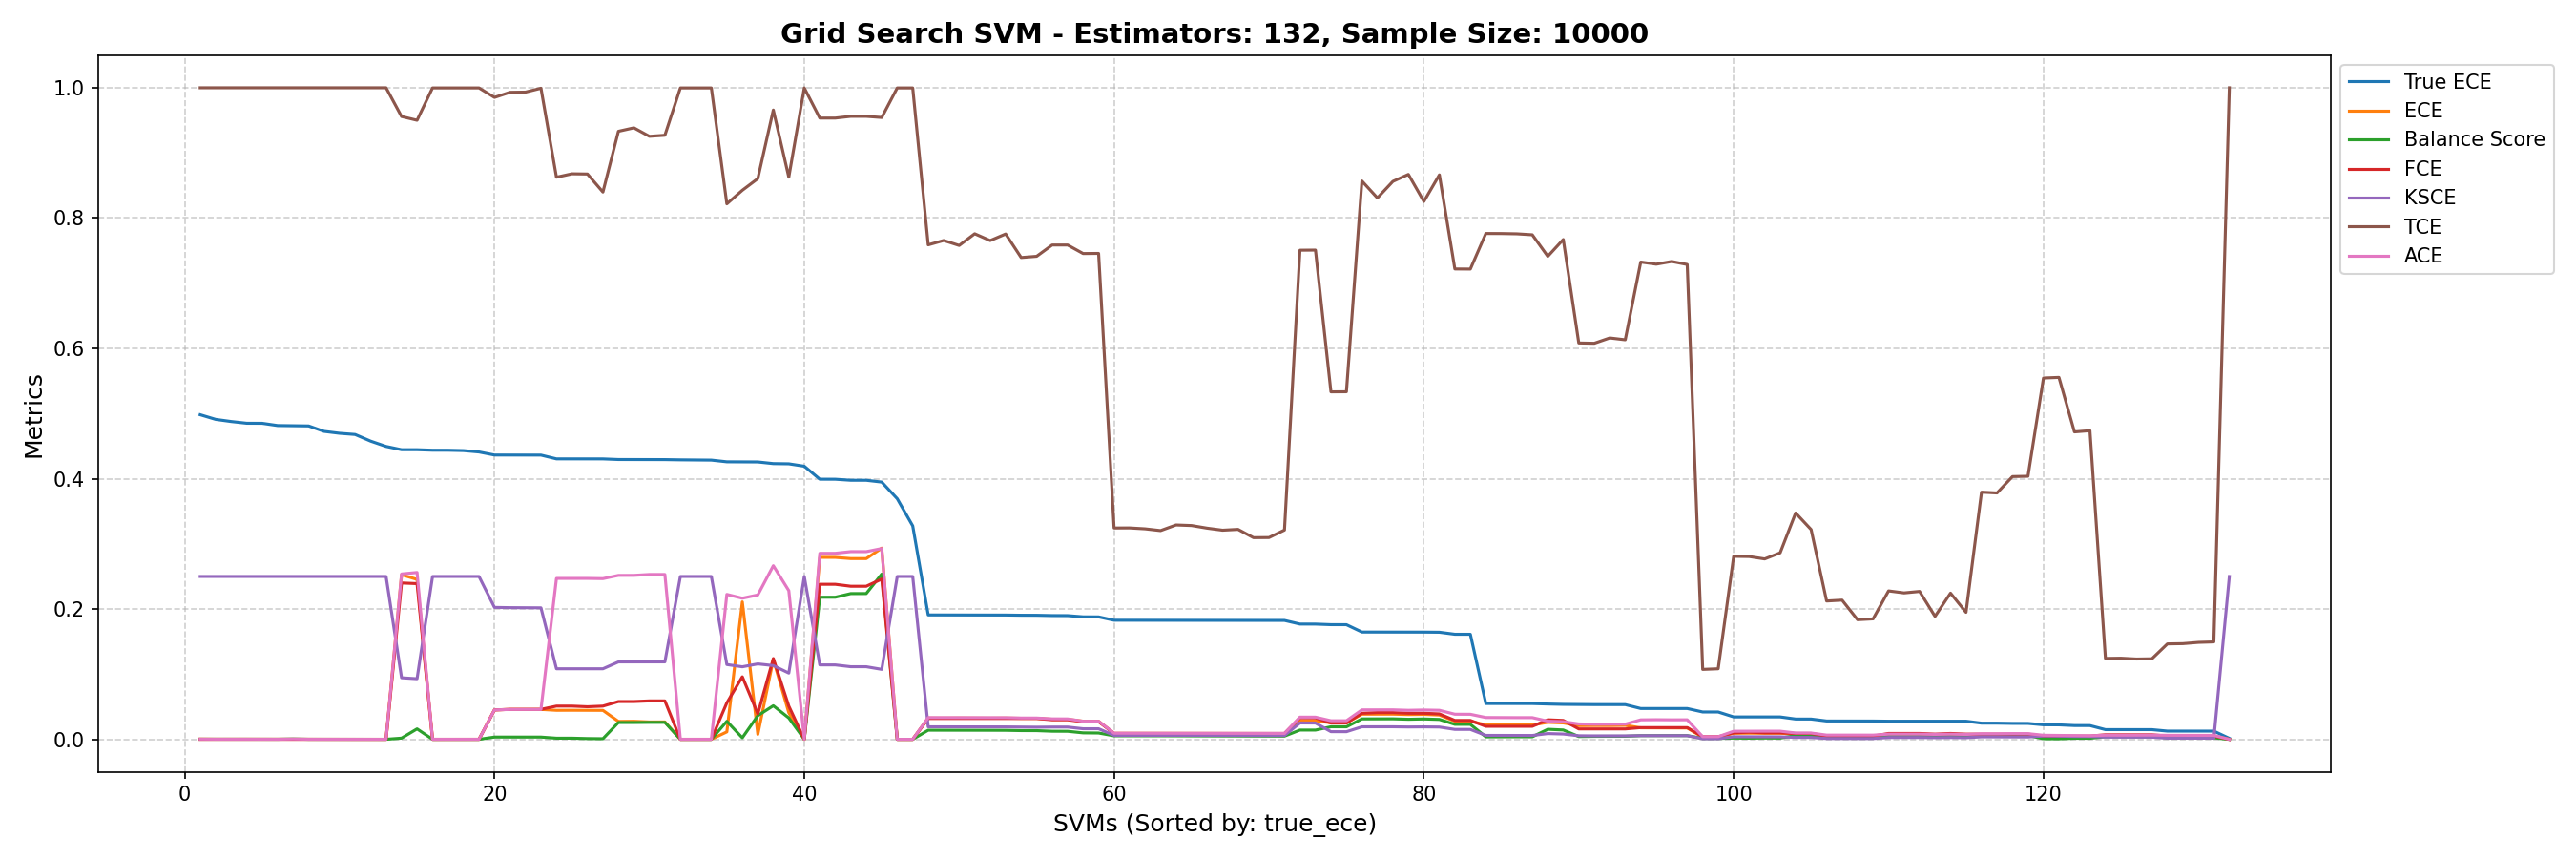 Grid Search SVM - Estimators: 132, Sample Size: 10000
Metrics
1.0
0.8
0.6
0.4
0.2
0.0
0 20 40 60 80 100 120
SVMs (Sorted by: true_ece)
True ECE
ECE
Balance Score
FCE
KSCE
TCE
ACE